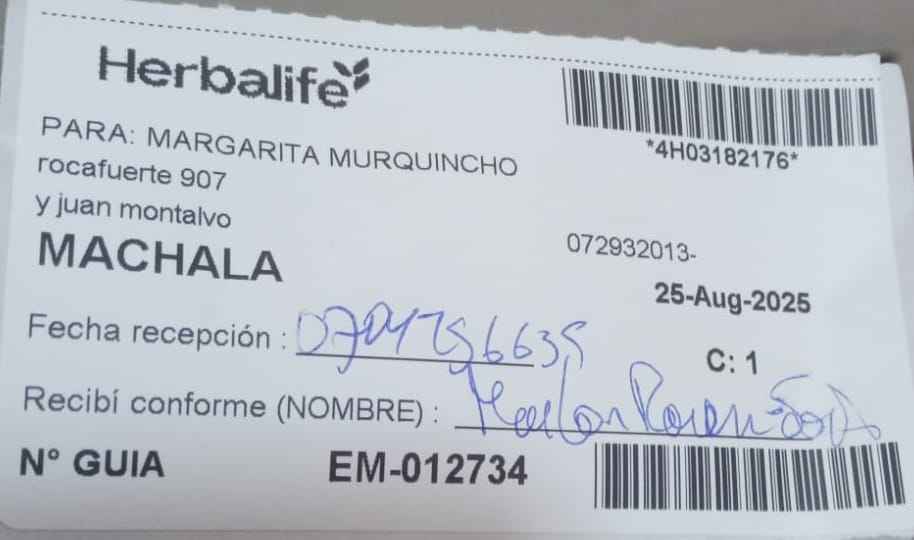 Herbalife
*4H03182176*
PARA: MARGARITA MURQUINCHO
rocafuerte 907
y juan montalvo
MACHALA
072932013-
25-Aug-2025
Fecha recepción :
C: 1
Recibí conforme (NOMBRE) :
N° GUIA EM-012734